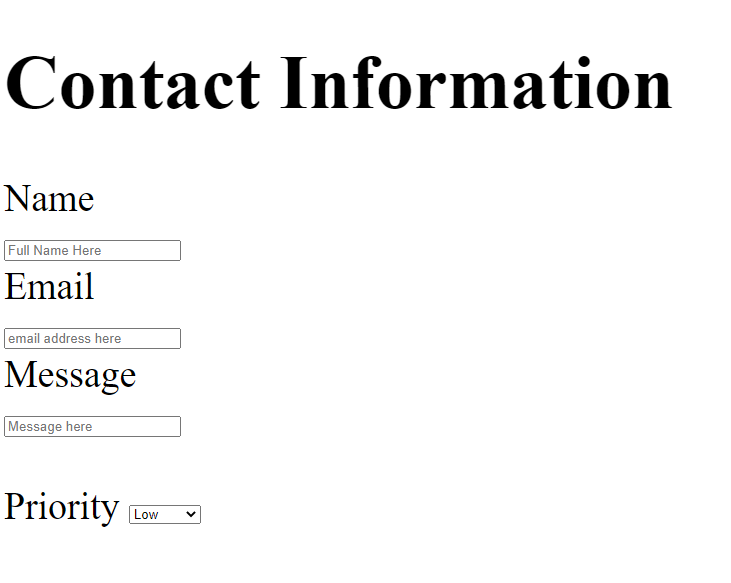 Contact Information
Name
Full Name Here
Email
email address here
Message
Message here
Priority Low